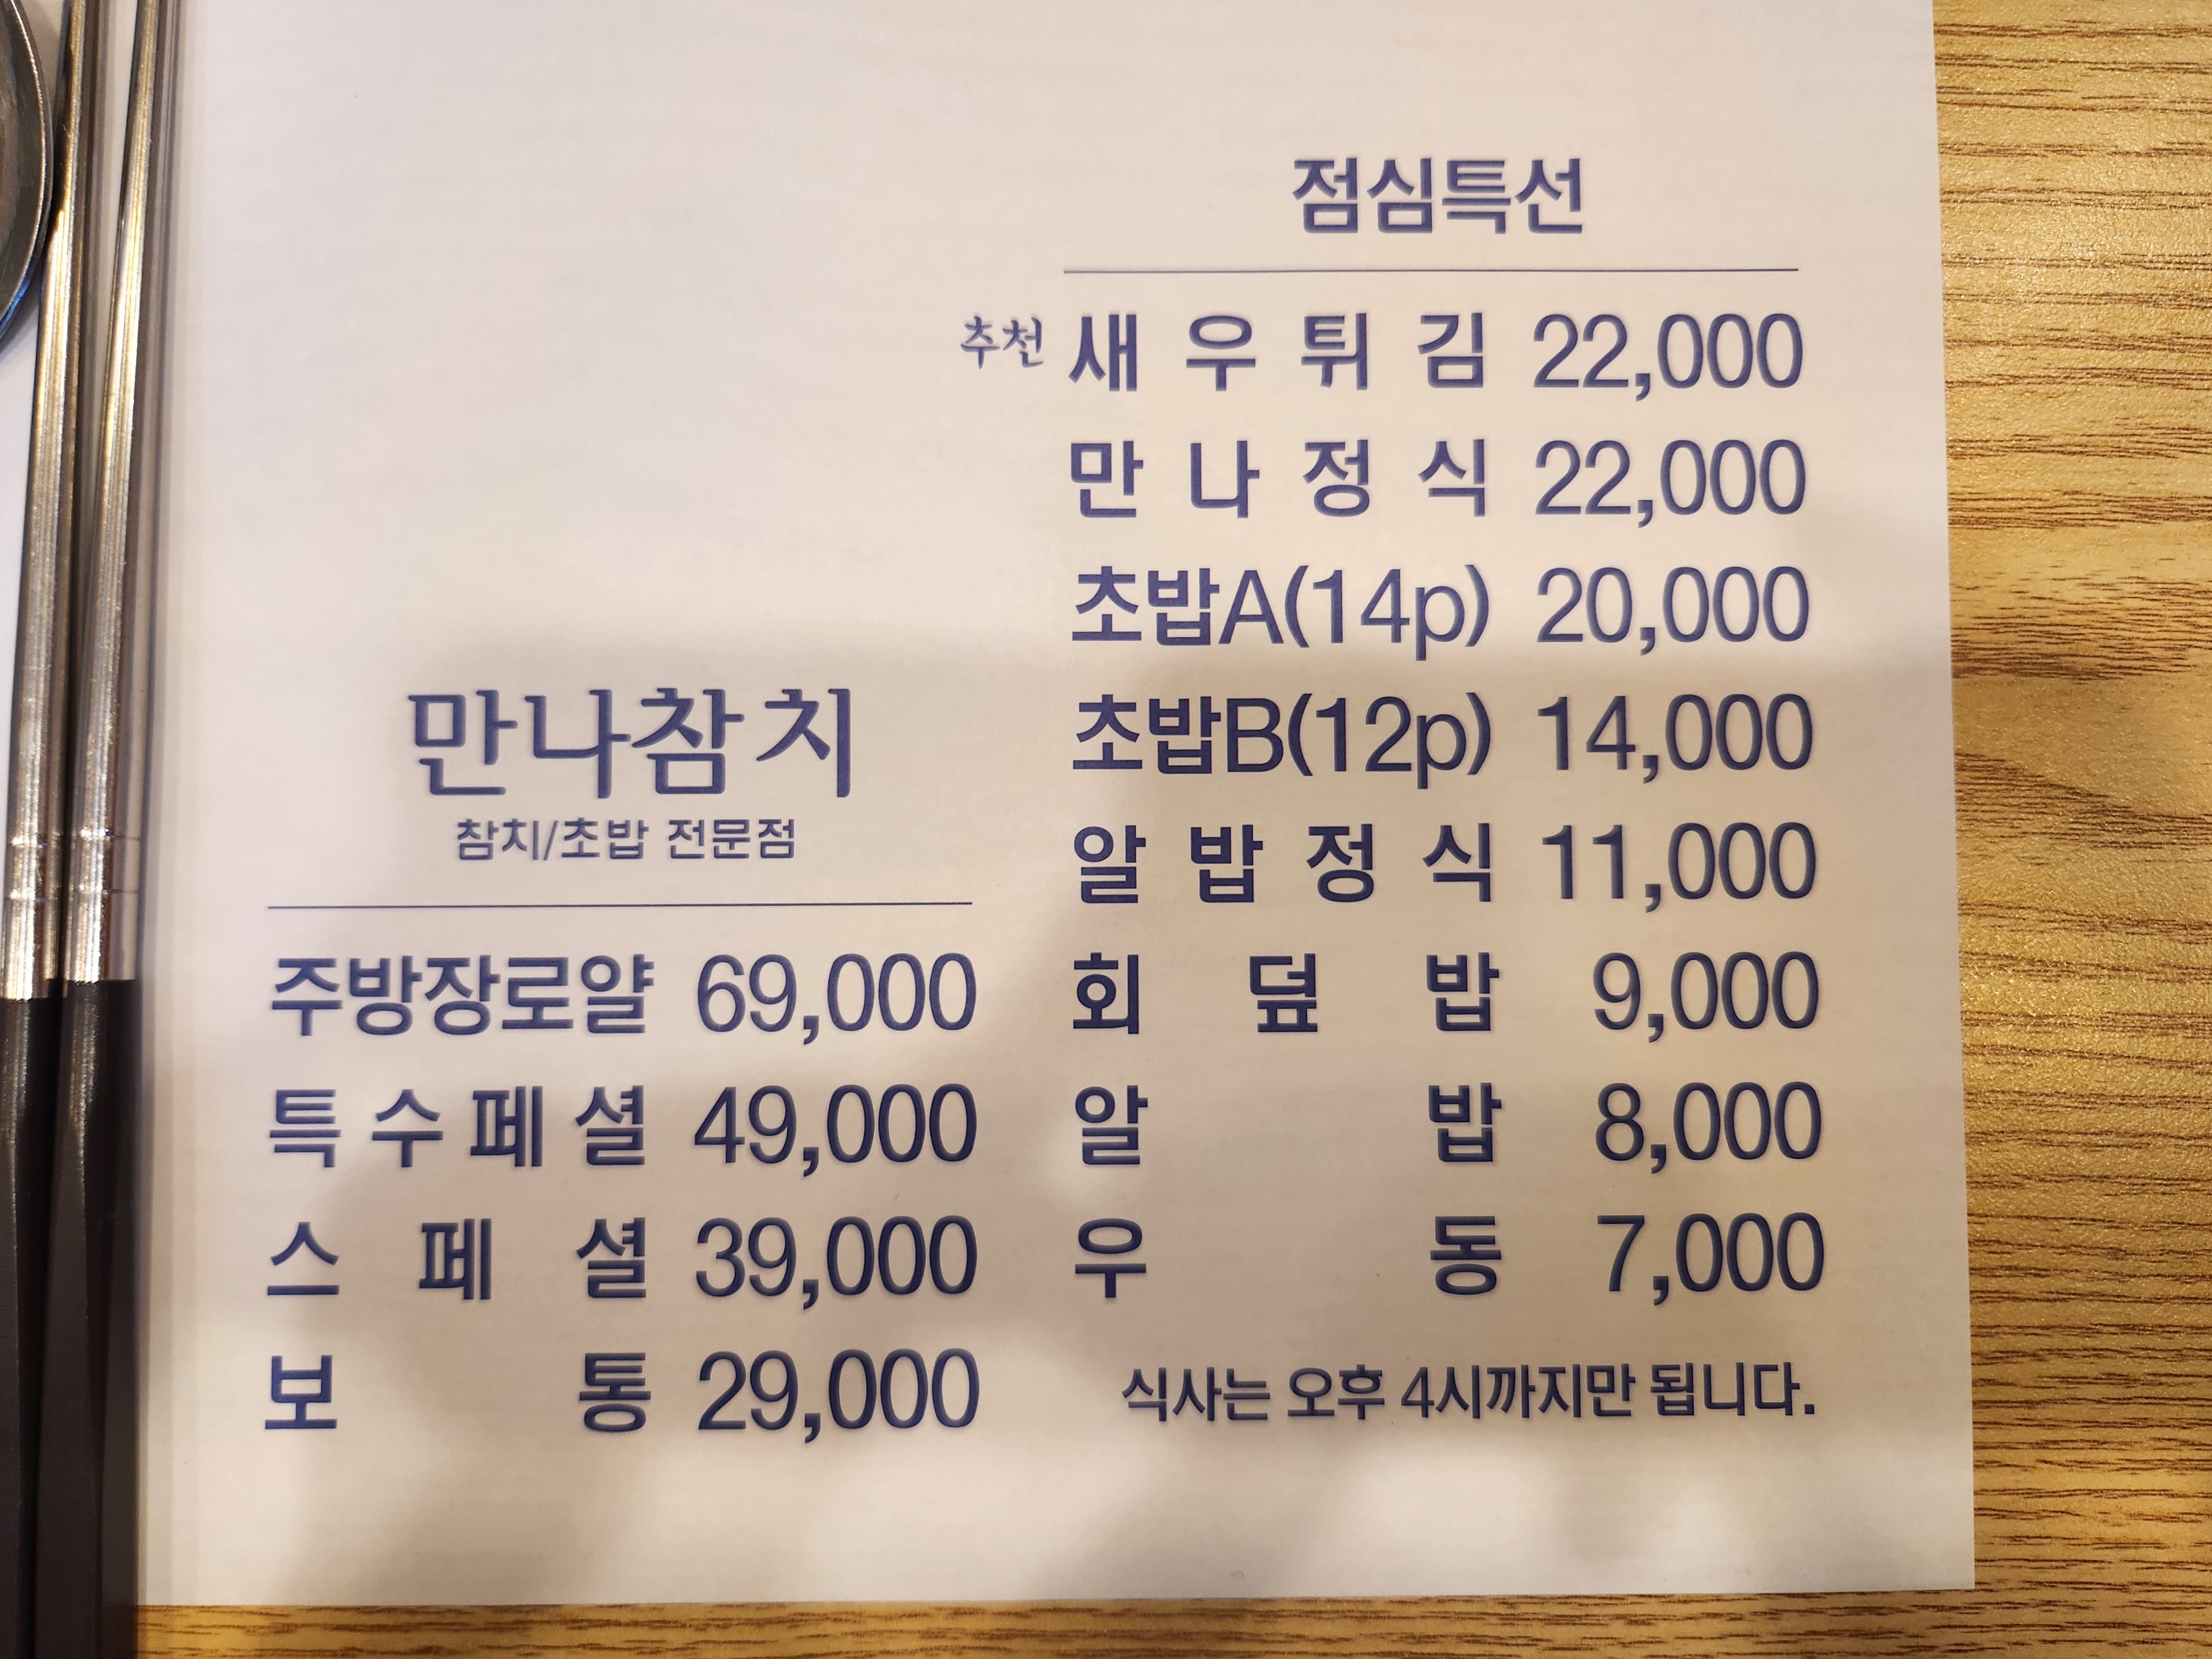 만나참치
참치/초밥 전문점
주방장로얄 69,000
특수페셜 49,000
스페셜 39,000
보통 29,000
점심특선
추천 새우튀김 22,000
만나정식 22,000
초밥A(14p) 20,000
초밥B(12p) 14,000
알밥정식 11,000
회덮밥 9,000
알밥 8,000
우동 7,000
식사는 오후 4시까지만 됩니다.